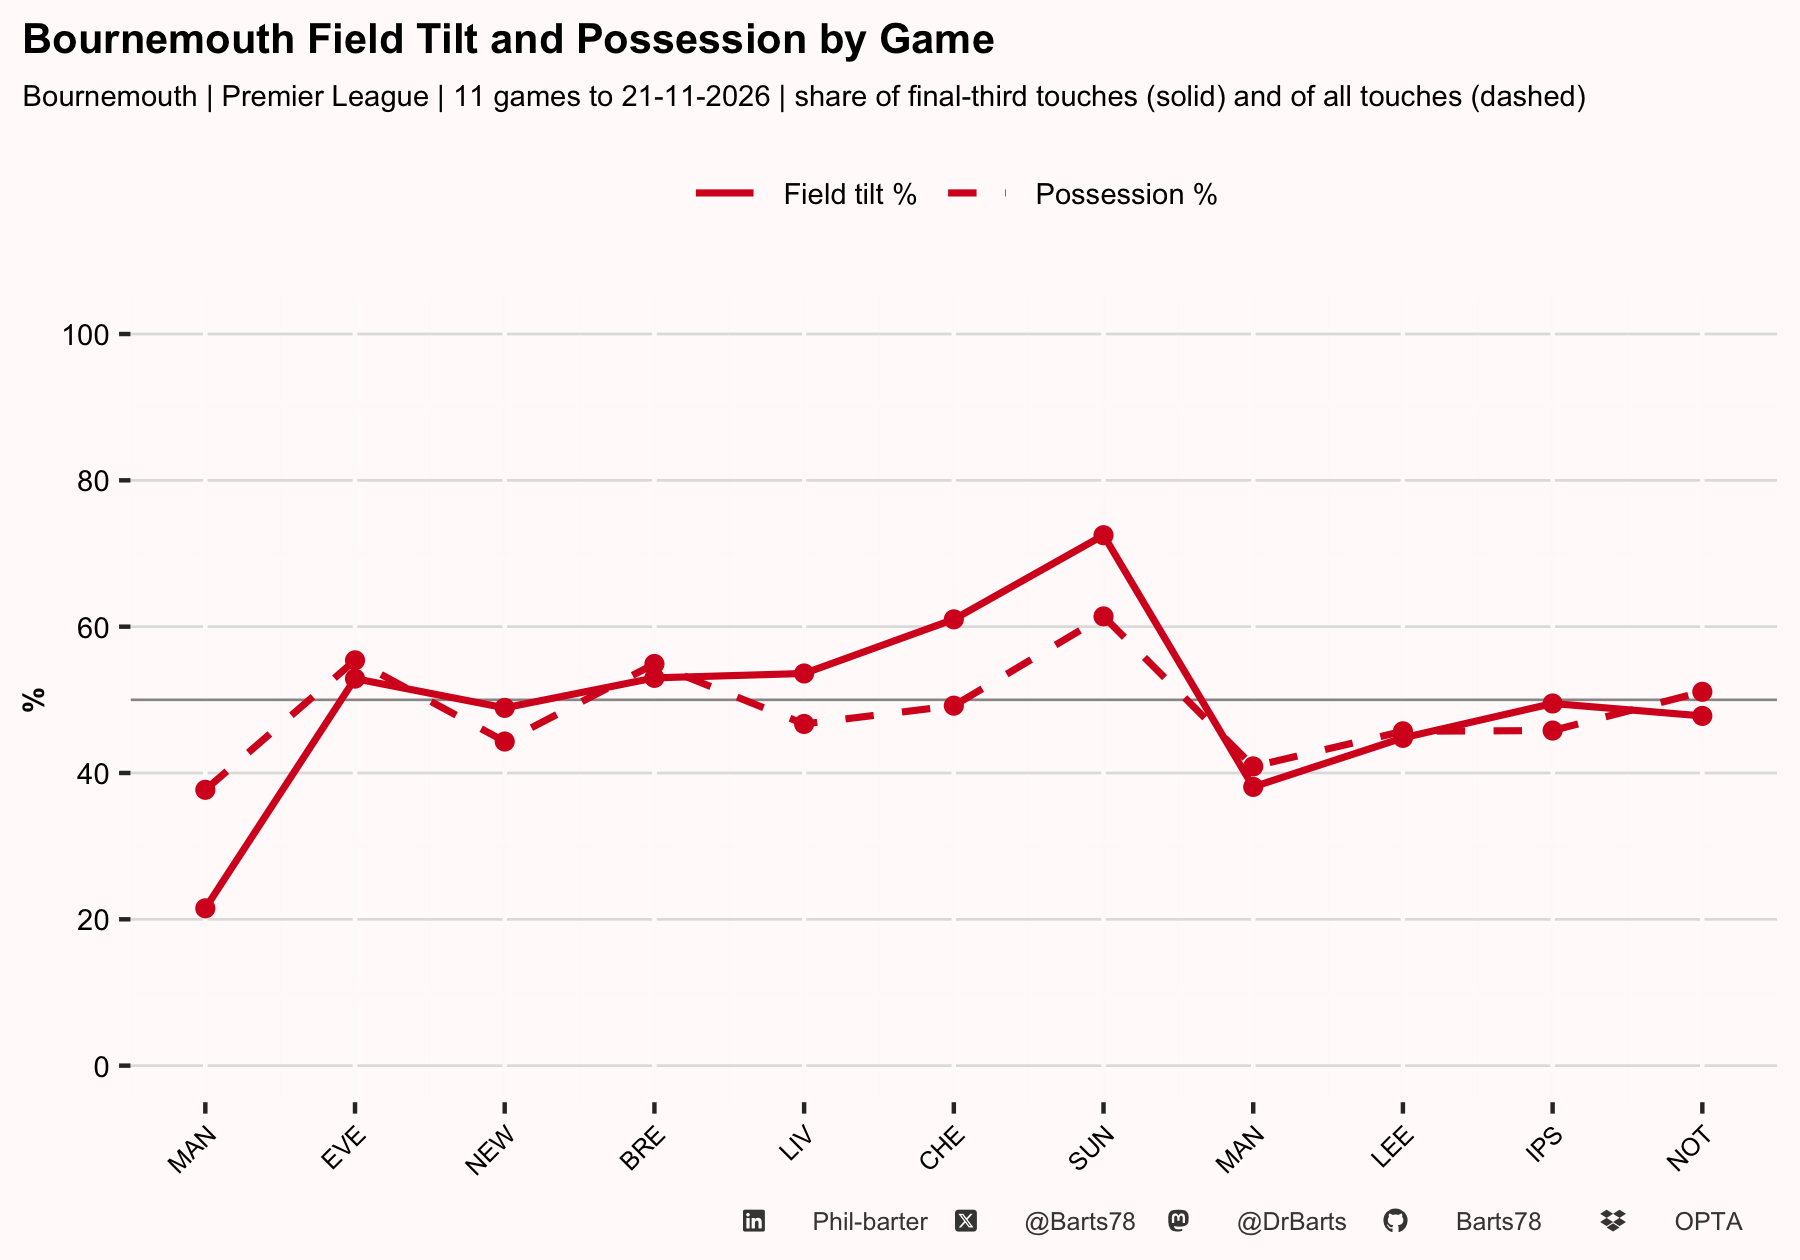 Bournemouth Field Tilt and Possession by Game
Bournemouth | Premier League | 11 games to 21-11-2026 | share of final-third touches (solid) and of all touches (dashed)
Field tilt % Possession %
100
80
60
%
40
20
0
MAN EVE NEW BRE LIV CHE SUN MAN LEE IPS NOT
Phil-barter @Barts78 @DrBarts Barts78 OPTA